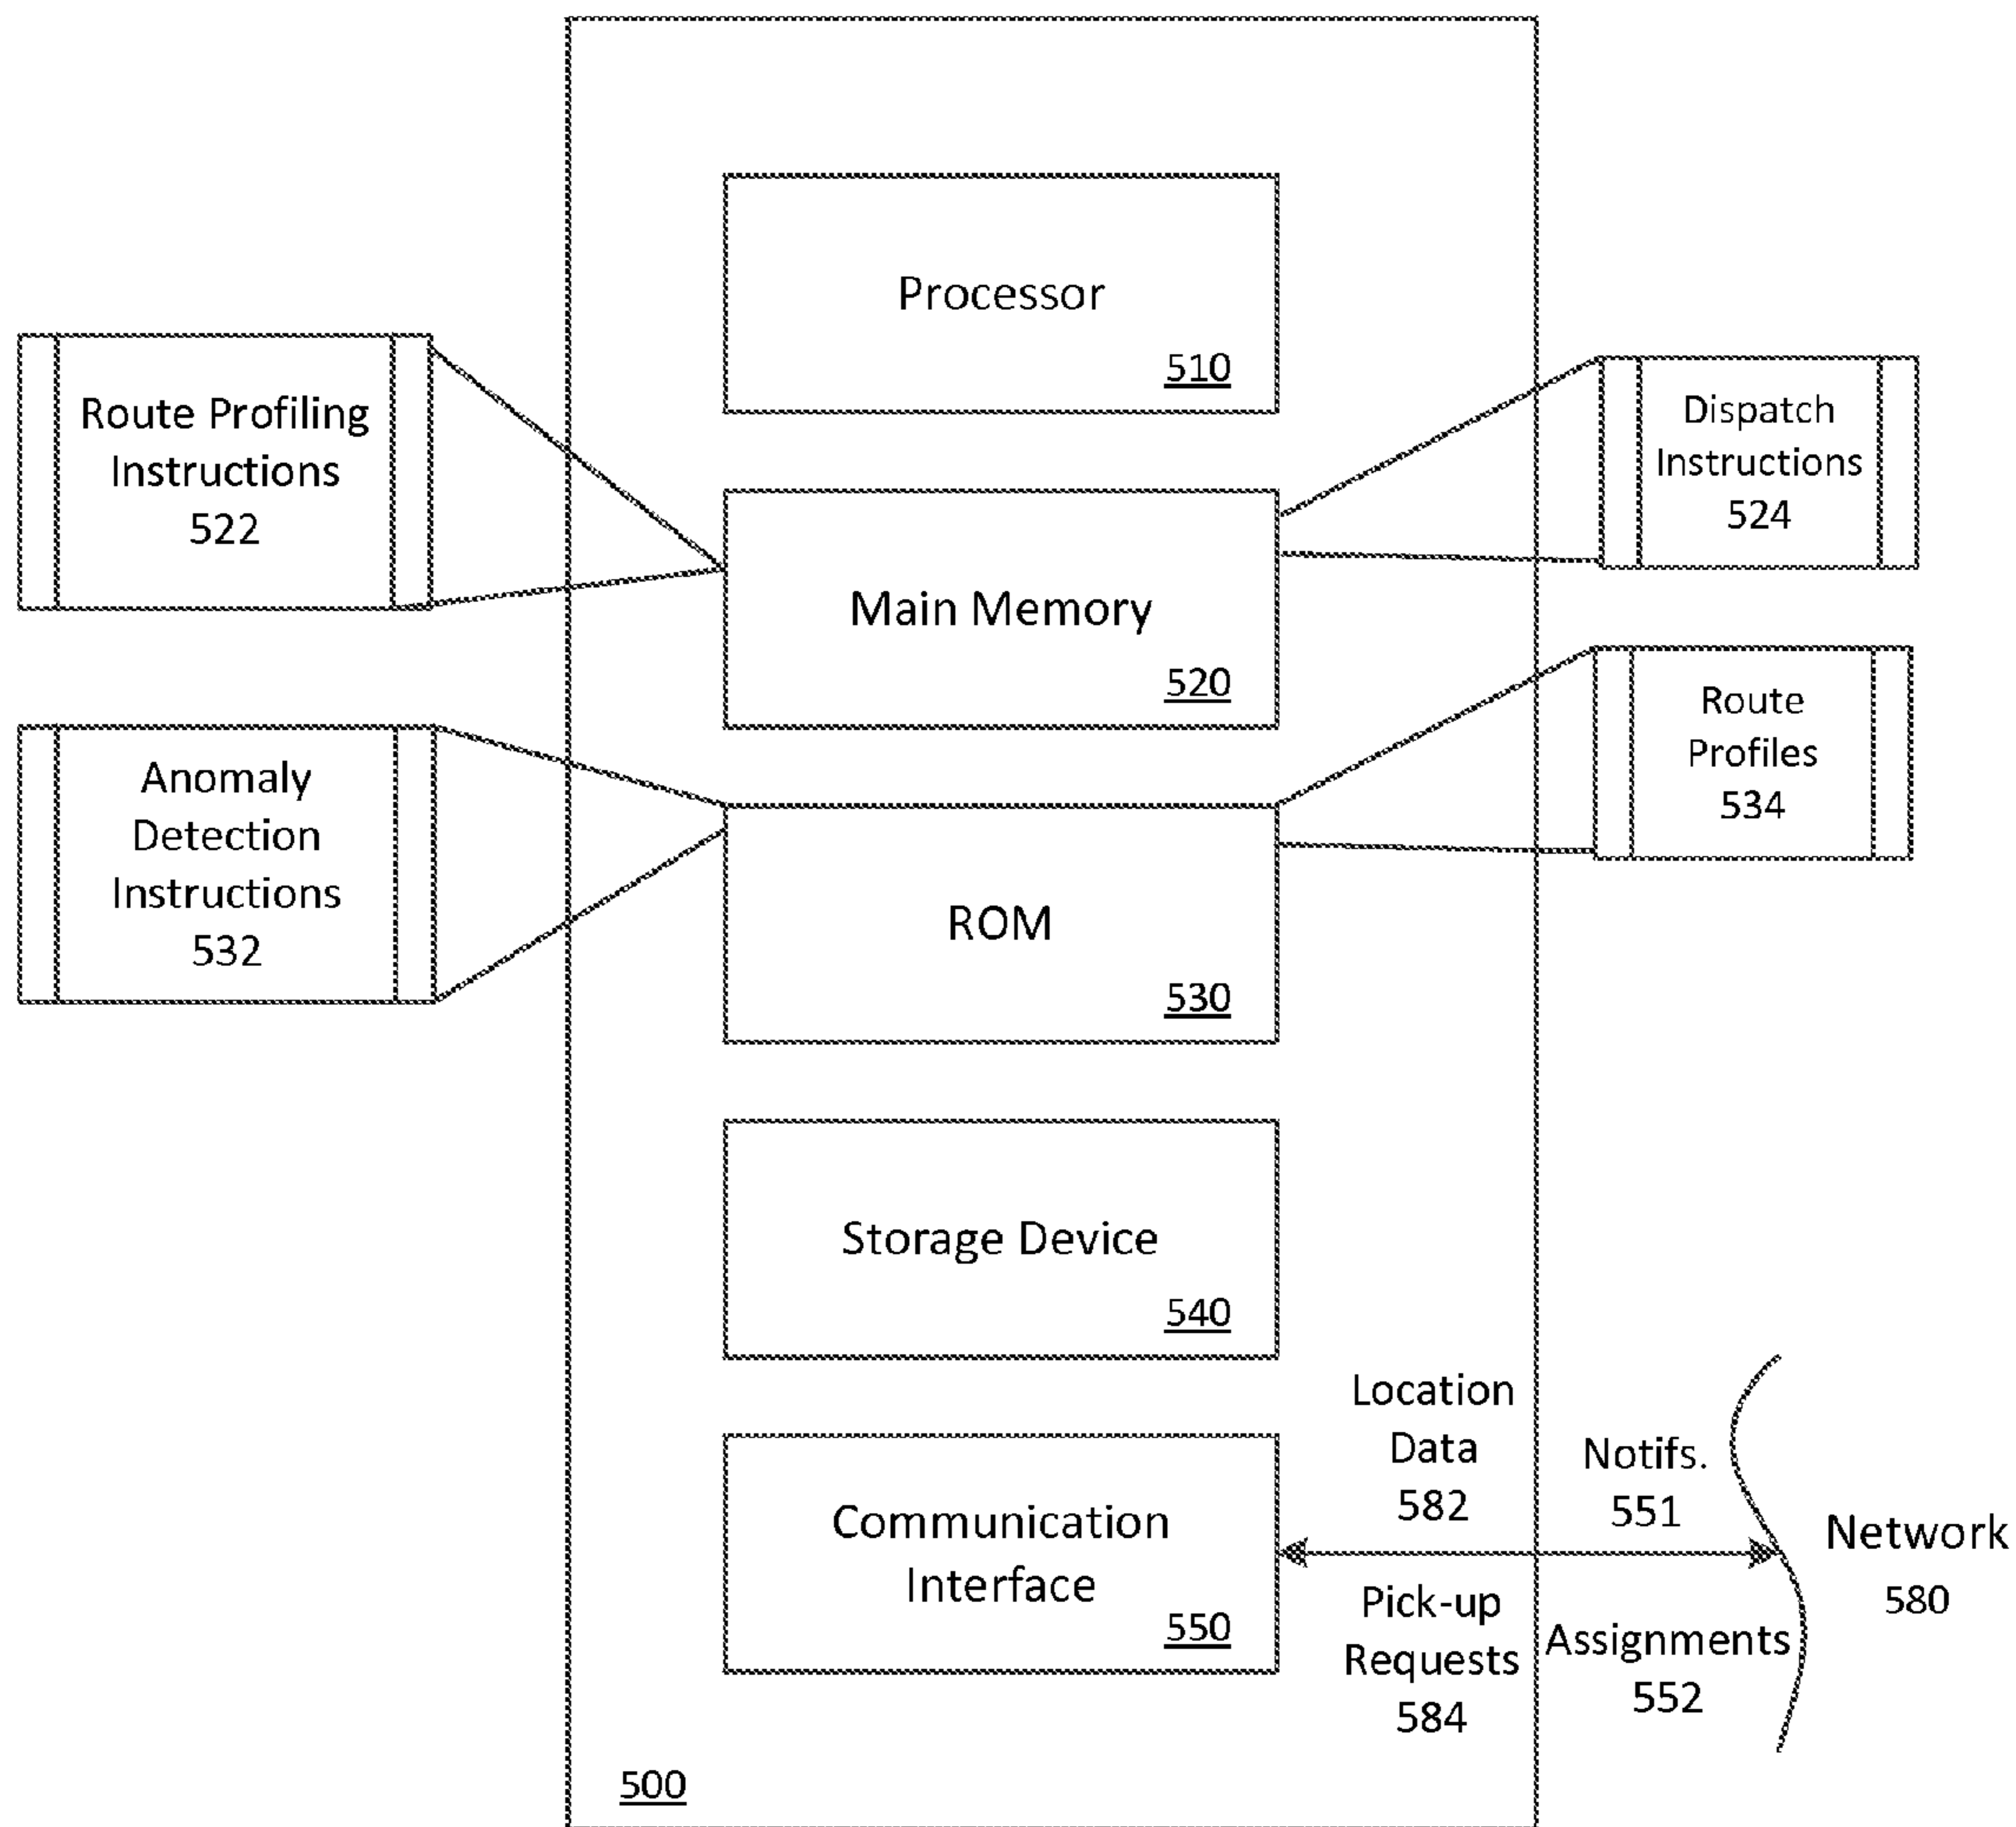 Processor
510
Route Profiling
Instructions
522
Dispatch
Instructions
524
Main Memory
520
Route
Profiles
534
Anomaly
Detection
Instructions
532
ROM
530
Storage Device
540
Location
Data
582
Notifs.
551
Communication
Interface
550
Network
580
Pick-up
Requests
584
Assignments
552
500